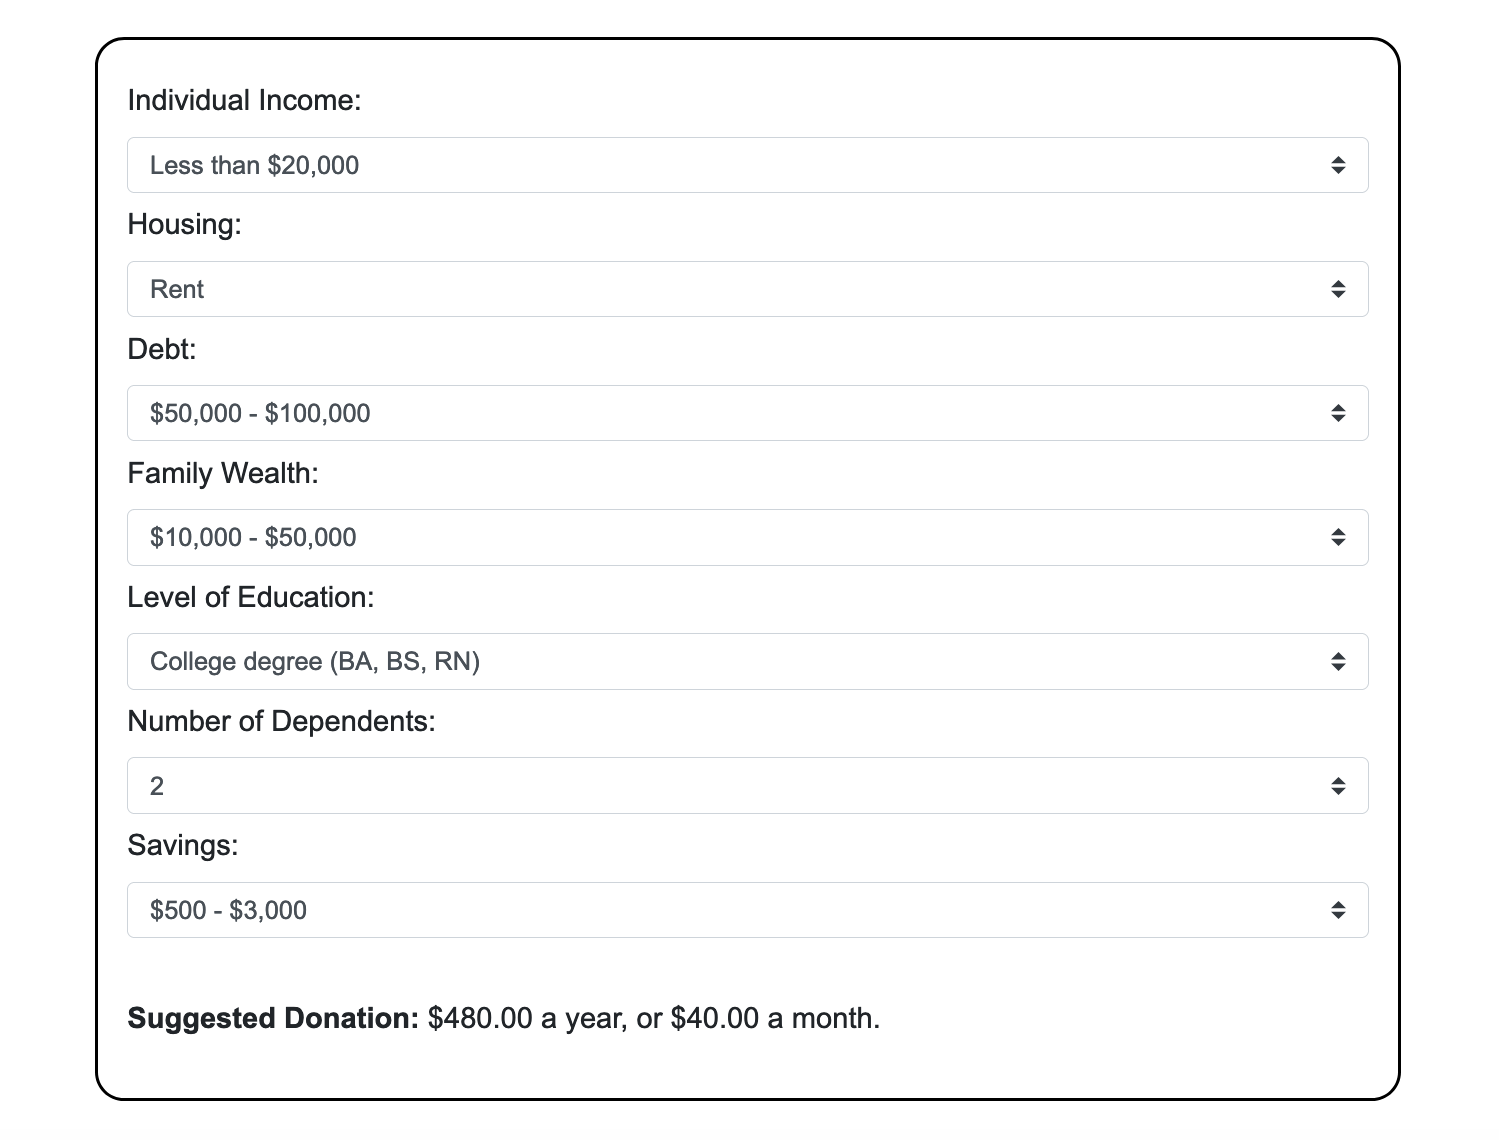 Individual Income:
Less than $20,000
Housing:
Rent
Debt:
$50,000 - $100,000
Family Wealth:
$10,000 - $50,000
Level of Education:
College degree (BA, BS, RN)
Number of Dependents:
2
Savings:
$500 - $3,000
Suggested Donation: $480.00 a year, or $40.00 a month.